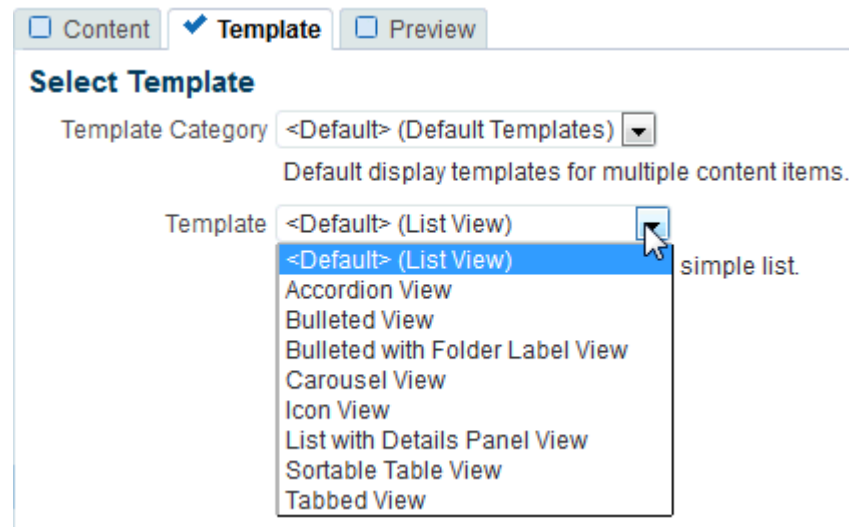 Content Template Preview
Select Template
Template Category <Default> (Default Templates)
Default display templates for multiple content items.
Template <Default> (List View)
<Default> (List View) simple list.
Accordion View
Bulleted View
Bulleted with Folder Label View
Carousel View
Icon View
List with Details Panel View
Sortable Table View
Tabbed View